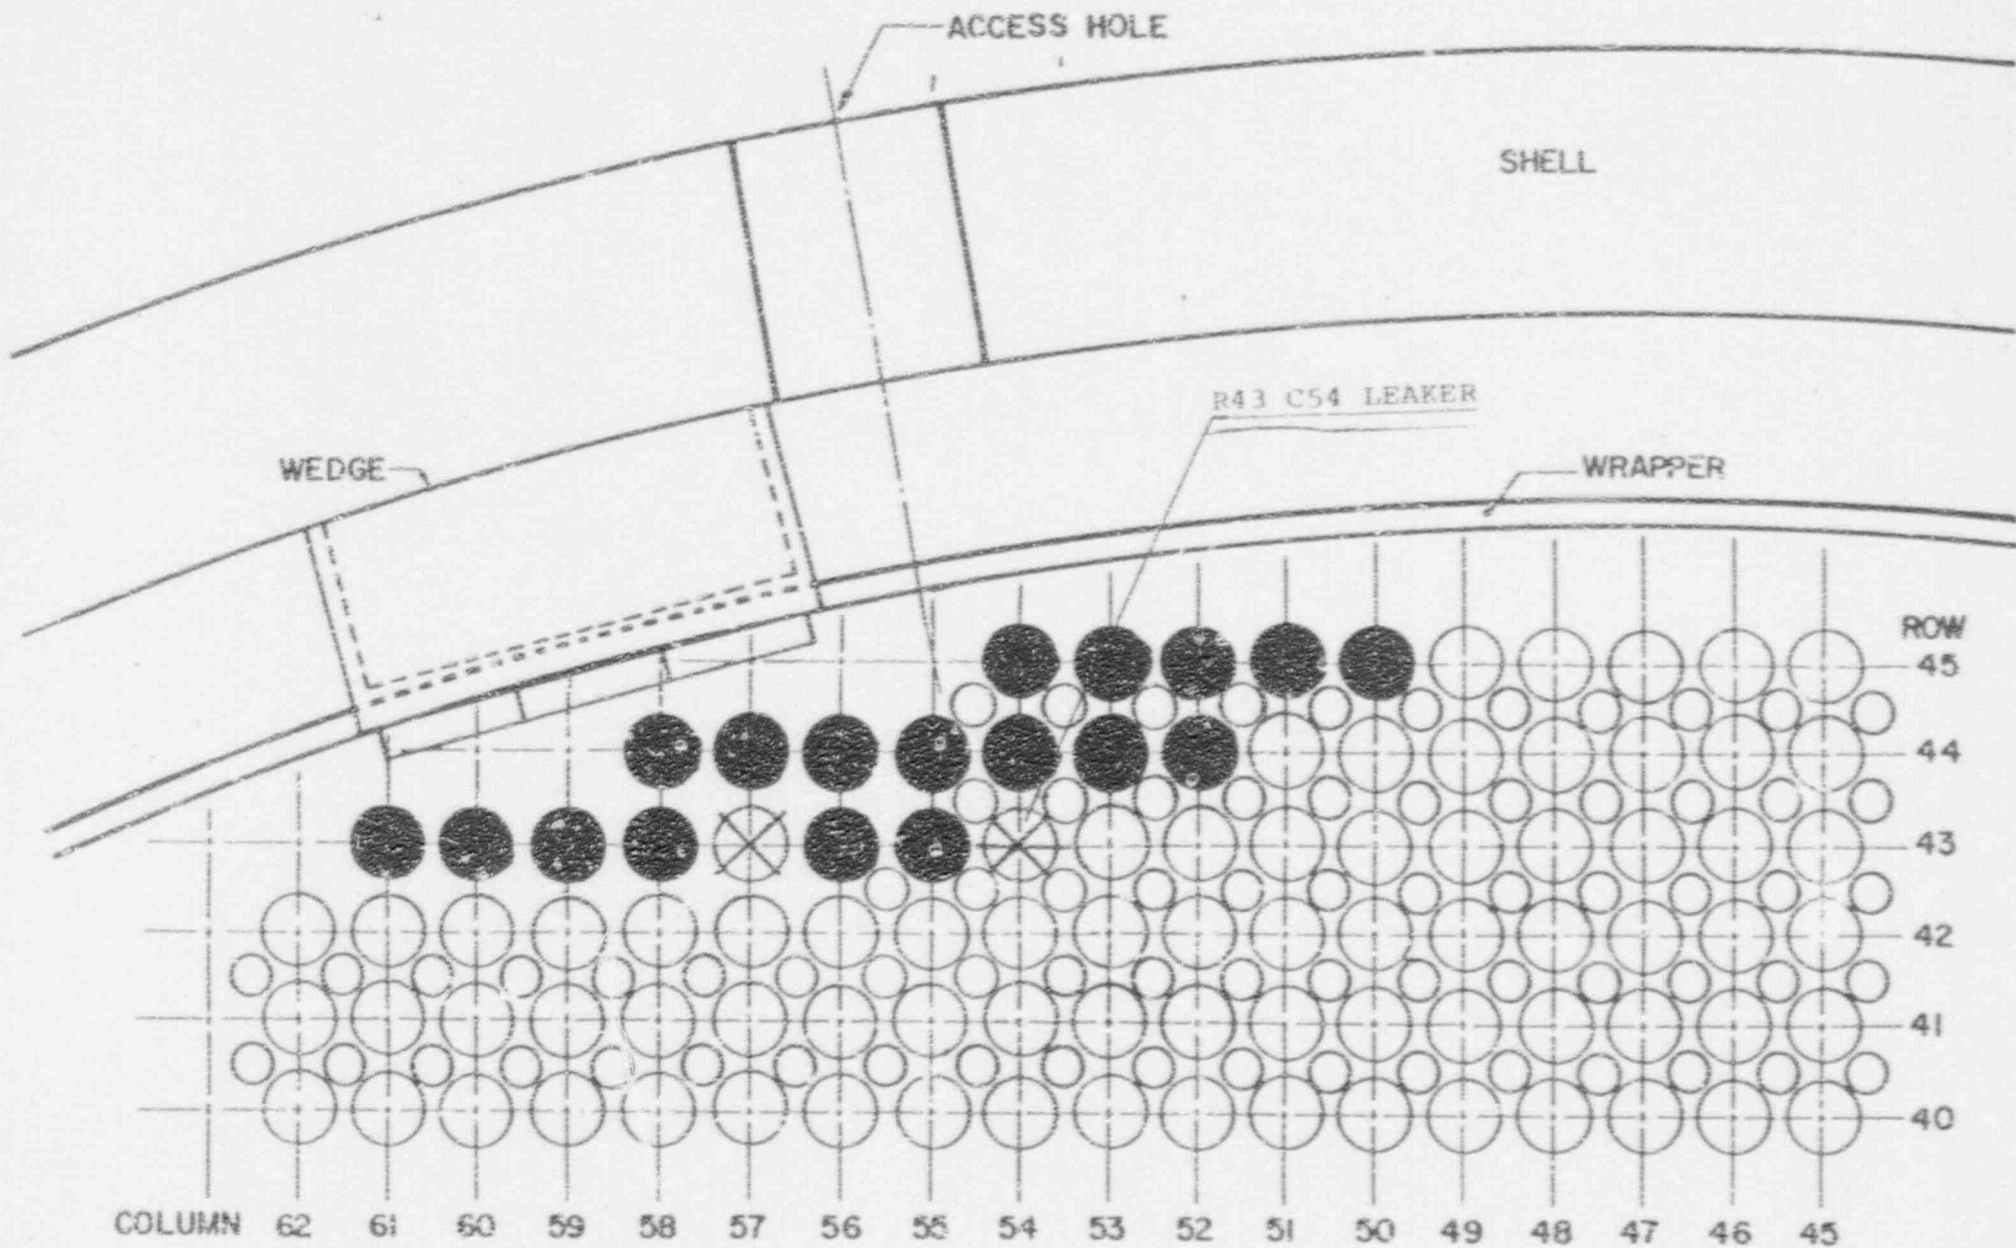 ACCESS HOLE
SHELL
R43 C54 LEAKER
WEDGE
WRAPPER
ROW
45
44
43
42
41
40
COLUMN 62 61 60 59 58 57 56 55 54 53 52 51 50 49 48 47 46 45